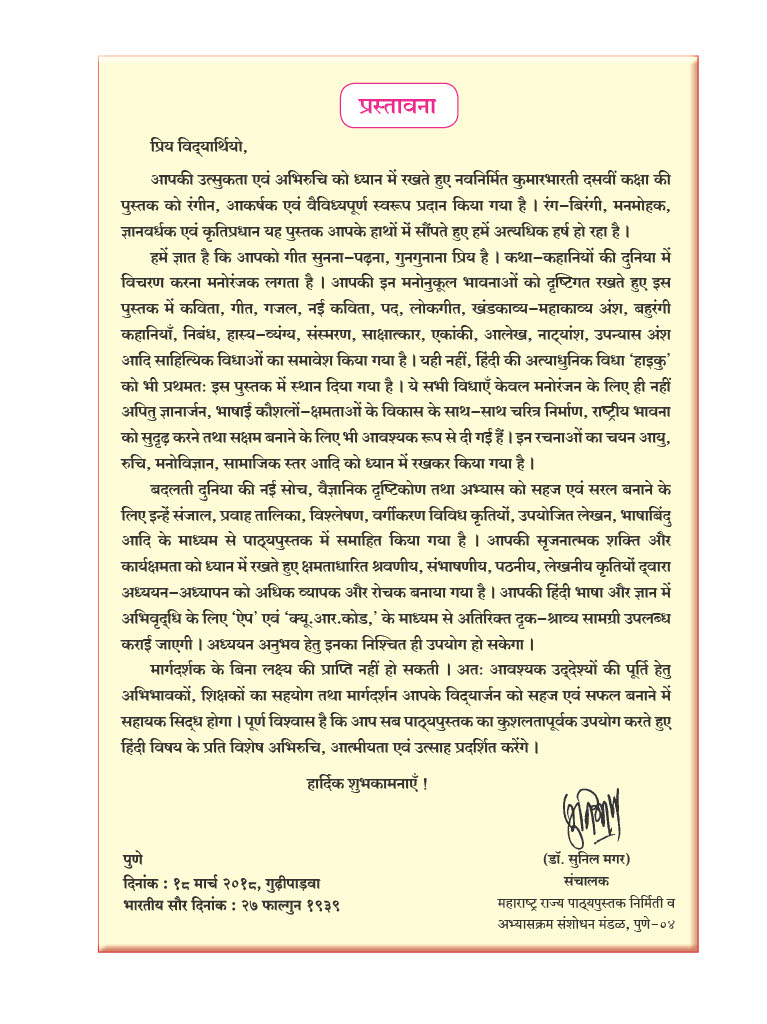 प्रस्तावना
प्रिय विद्‌यार्थियो,
आपकी उत्सुकता एवं अभिरुचि को ध्यान में रखते हुए नवनिर्मित कुमारभारती दसवीं कक्षा की
पुस्तक को रंगीन, आकर्षक एवं वैविध्यपूर्ण स्वरूप प्रदान किया गया है । रंग-बिरंगी, मनमोहक,
ज्ञानवर्धक एवं कृतिप्रधान यह पुस्तक आपके हाथों में सौंपते हुए हमें अत्यधिक हर्ष हो रहा है ।
हमें ज्ञात है कि आपको गीत सुनना-पढ़ना, गुनगुनाना प्रिय है । कथा-कहानियों की दुनिया में
विचरण करना मनोरंजक लगता है । आपकी इन मनोनुकूल भावनाओं को दृष्टिगत रखते हुए इस
पुस्तक में कविता, गीत, गजल, नई कविता, पद, लोकगीत, खंडकाव्य-महाकाव्य अंश, बहुरंगी
कहानियाँ, निबंध, हास्य-व्यंग्य, संस्मरण, साक्षात्कार, एकांकी, आलेख, नाट्‍यांश, उपन्यास अंश
आदि साहित्यिक विधाओं का समावेश किया गया है । यही नहीं, हिंदी की अत्याधुनिक विधा ‘हाइकु’
को भी प्रथमतः इस पुस्तक में स्थान दिया गया है । ये सभी विधाएँ केवल मनोरंजन के लिए ही नहीं
अपितु ज्ञानार्जन, भाषाई कौशलों-क्षमताओं के विकास के साथ-साथ चरित्र निर्माण, राष्ट्रीय भावना
को सुदृढ़ करने तथा सक्षम बनाने के लिए भी आवश्यक रूप से दी गई हैं । इन रचनाओं का चयन आयु,
रुचि, मनोविज्ञान, सामाजिक स्तर आदि को ध्यान में रखकर किया गया है ।
बदलती दुनिया की नई सोच, वैज्ञानिक दृष्टिकोण तथा अभ्यास को सहज एवं सरल बनाने के
लिए इन्हें संजाल, प्रवाह तालिका, विश्लेषण, वर्गीकरण विविध कृतियों, उपयोजित लेखन, भाषाबिंदु
आदि के माध्यम से पाठ्‍यपुस्तक में समाहित किया गया है । आपकी सृजनात्मक शक्ति और
कार्यक्षमता को ध्यान में रखते हुए क्षमताधारित श्रवणीय, संभाषणीय, पठनीय, लेखनीय कृतियों द्‌वारा
अध्ययन-अध्यापन को अधिक व्यापक और रोचक बनाया गया है । आपकी हिंदी भाषा और ज्ञान में
अभिवृद्‌धि के लिए ‘ऐप’ एवं ‘क्यू.आर.कोड,’ के माध्यम से अतिरिक्त दृक-श्राव्य सामग्री उपलब्ध
कराई जाएगी । अध्ययन अनुभव हेतु इनका निश्चित ही उपयोग हो सकेगा ।
मार्गदर्शक के बिना लक्ष्य की प्राप्ति नहीं हो सकती । अतः आवश्यक उद्‌देश्यों की पूर्ति हेतु
अभिभावकों, शिक्षकों का सहयोग तथा मार्गदर्शन आपके विद्‌यार्जन को सहज एवं सफल बनाने में
सहायक सिद्‌ध होगा । पूर्ण विश्वास है कि आप सब पाठ्‍यपुस्तक का कुशलतापूर्वक उपयोग करते हुए
हिंदी विषय के प्रति विशेष अभिरुचि, आत्मीयता एवं उत्साह प्रदर्शित करेंगे ।
हार्दिक शुभकामनाएँ !
पुणे
दिनांक : १८ मार्च २०१८, गुढीपाड़वा
भारतीय सौर दिनांक : २७ फाल्गुन १९३९
(डॉ. सुनिल मगर)
संचालक
महाराष्ट्र राज्य पाठ्‍यपुस्तक निर्मिती व
अभ्यासक्रम संशोधन मंडळ, पुणे-०४